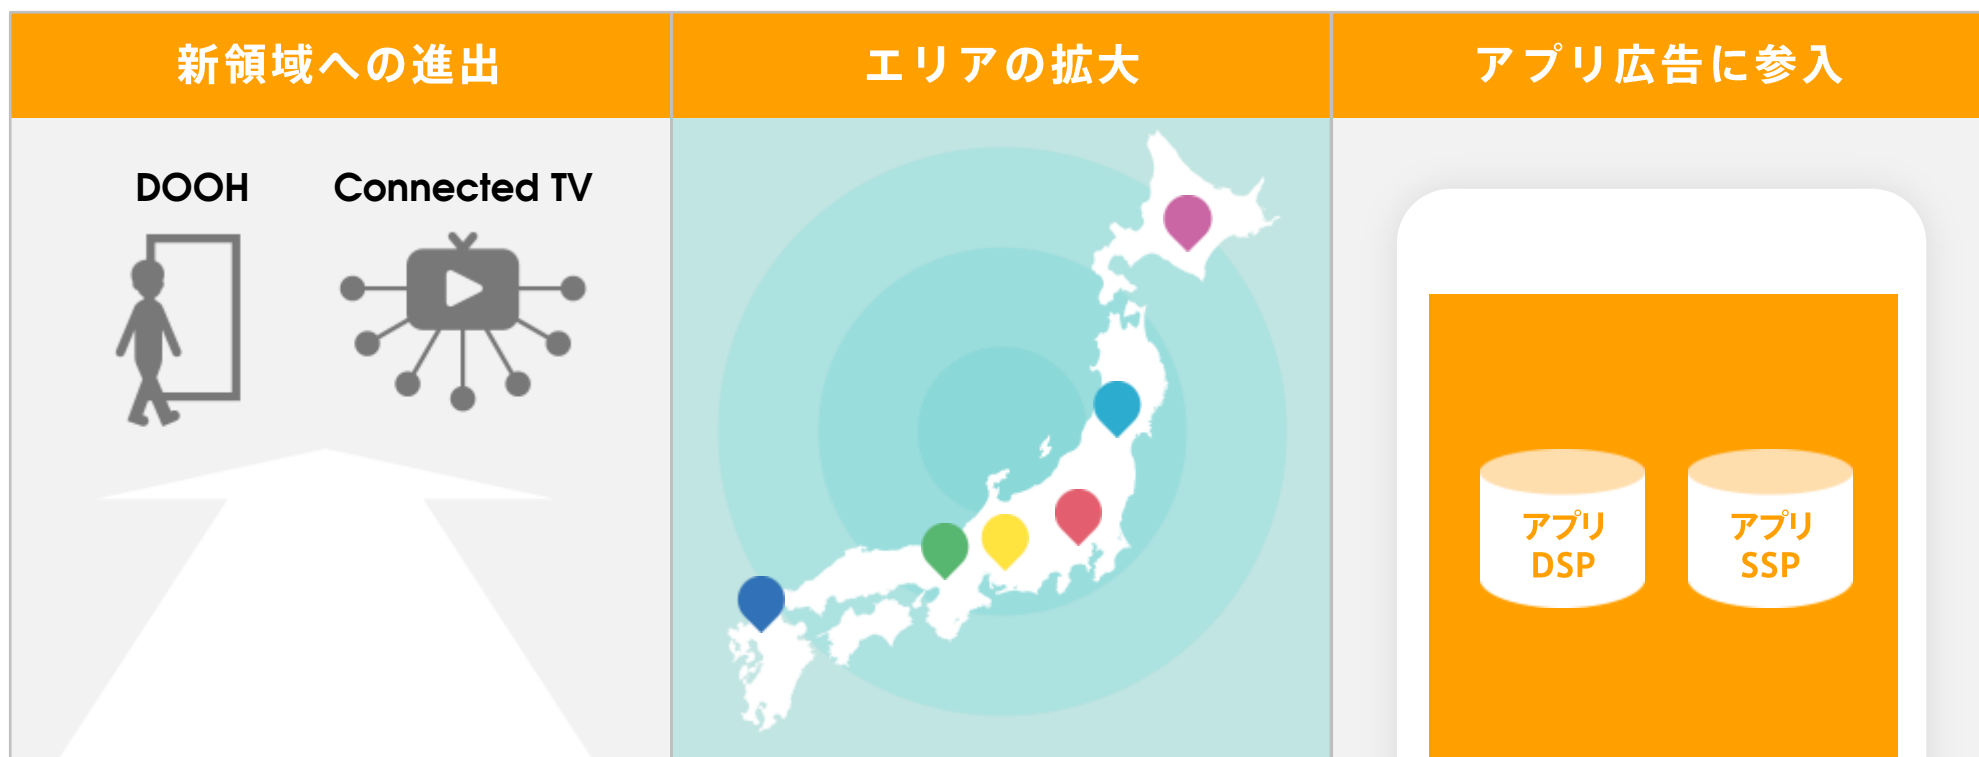 新領域への進出
エリアの拡大
アプリ広告に参入
DOOH
Connected TV
アプリ
DSP
アプリ
SSP